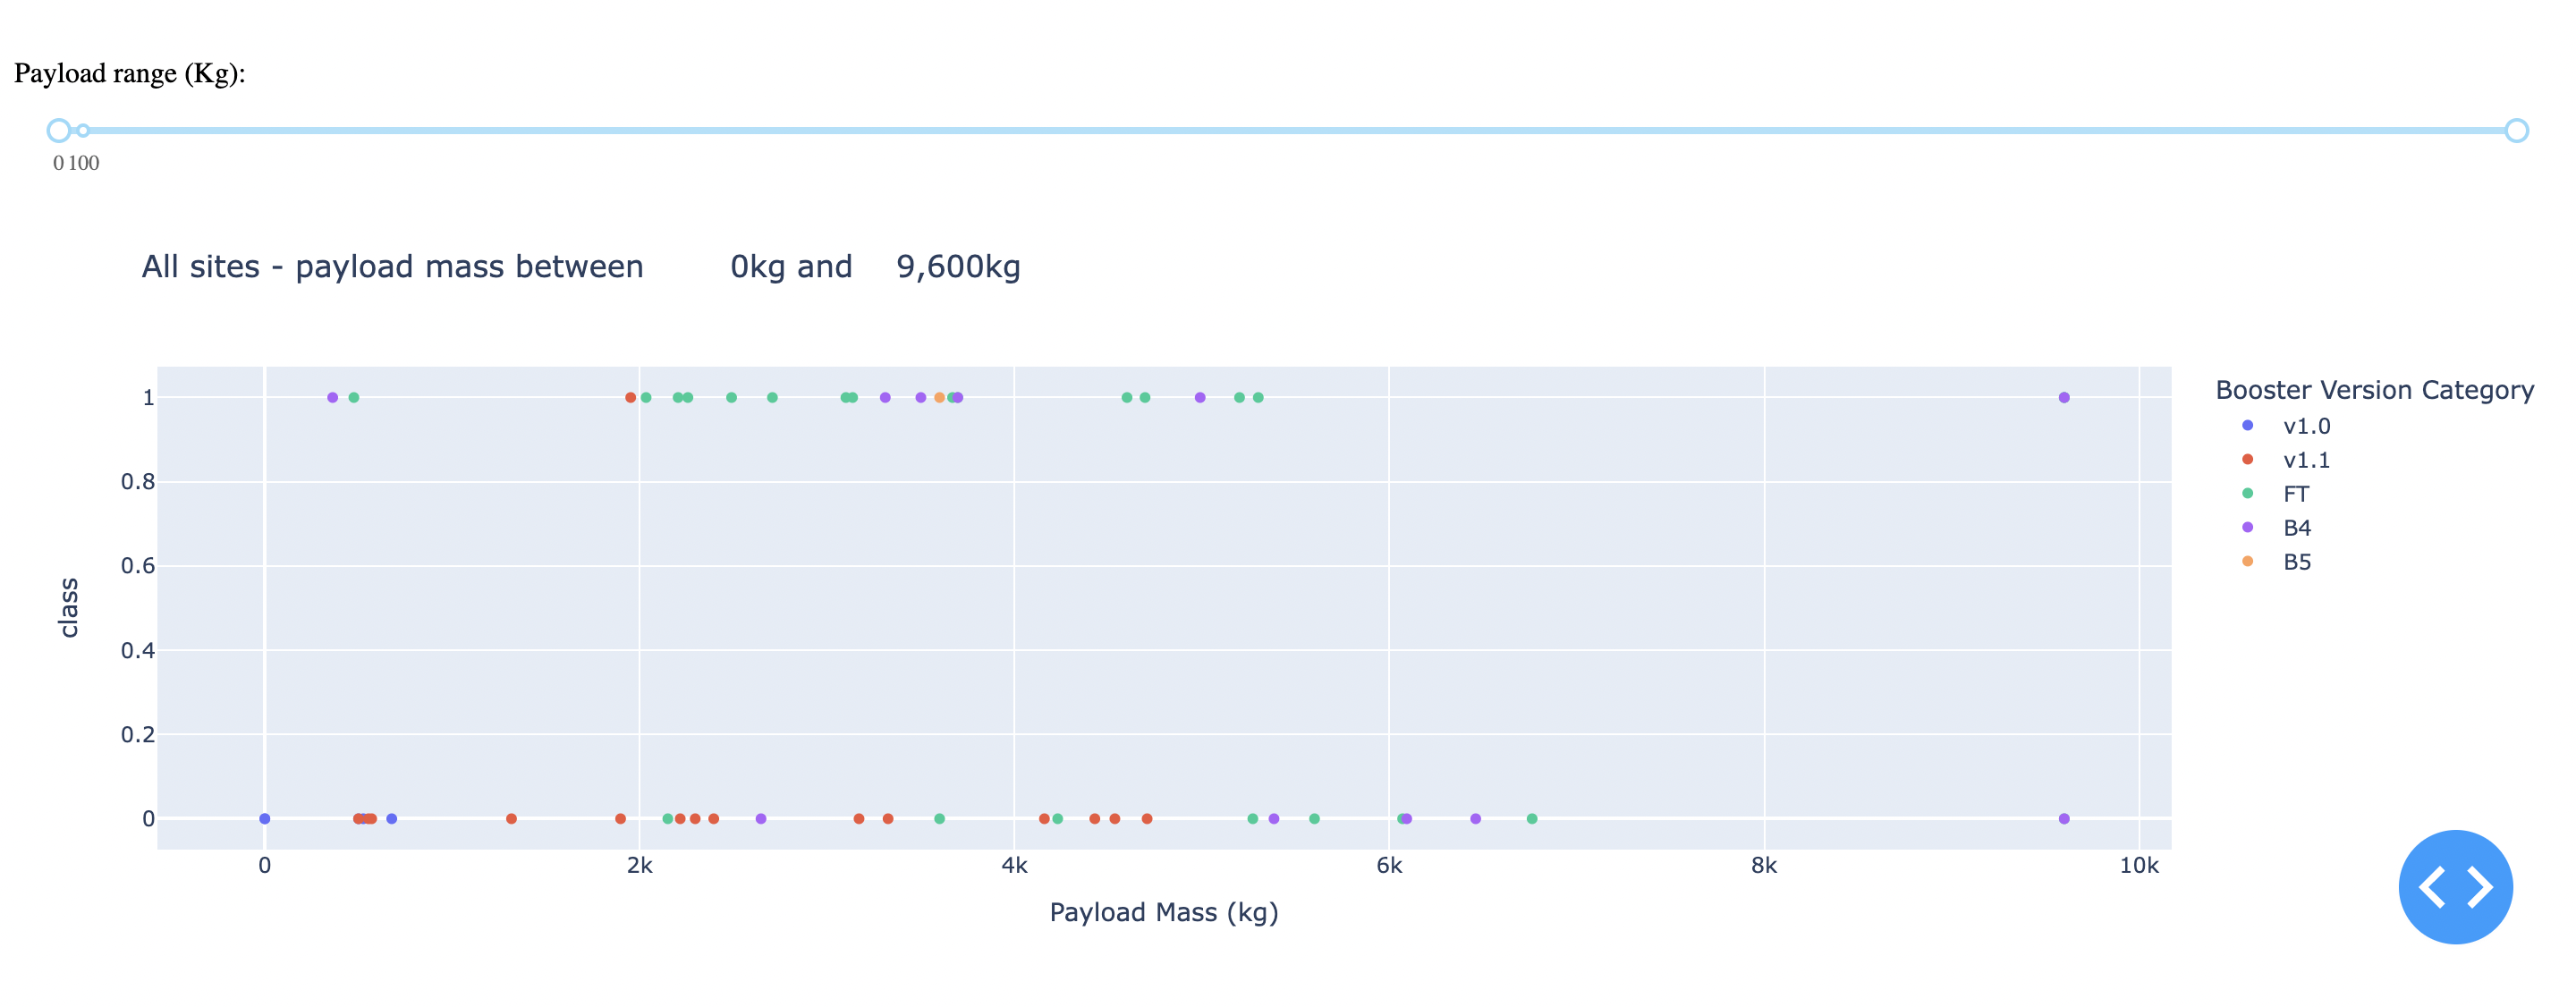 Payload range (Kg):
0 100
All sites - payload mass between 0kg and 9,600kg
Booster Version Category
v1.0
v1.1
FT
B4
B5
1
0.8
0.6
0.4
0.2
0
class
0 2k 4k 6k 8k 10k
Payload Mass (kg)